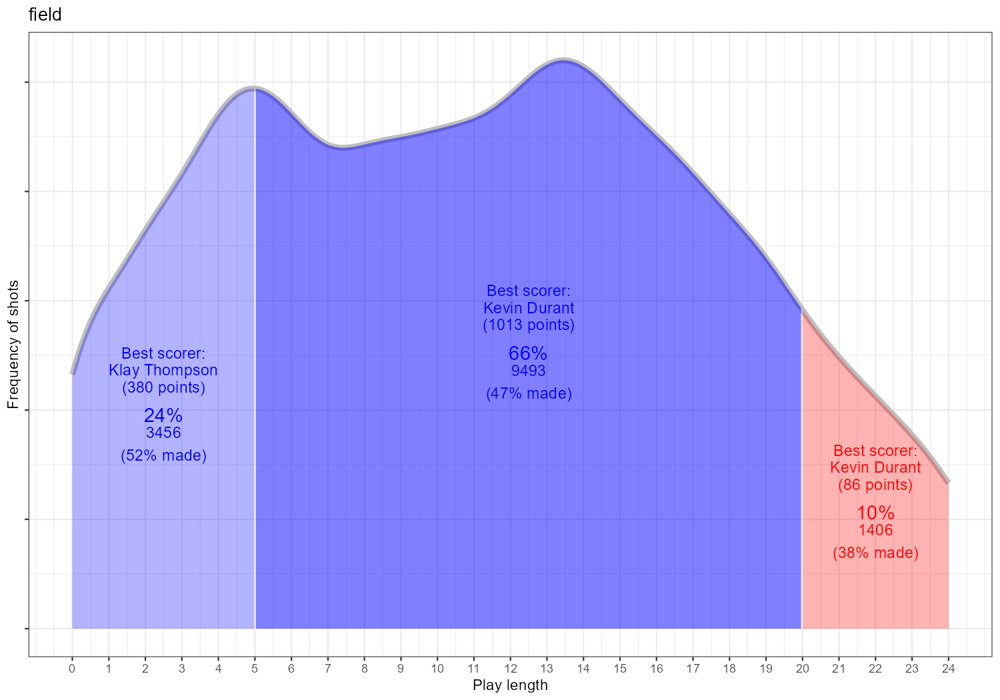 field
Frequency of shots
Best scorer:
Klay Thompson
(380 points)
24%
3456
(52% made)
Best scorer:
Kevin Durant
(1013 points)
66%
9493
(47% made)
Best scorer:
Kevin Durant
(86 points)
10%
1406
(38% made)
0 1 2 3 4 5 6 7 8 9 10 11 12 13 14 15 16 17 18 19 20 21 22 23 24
Play length